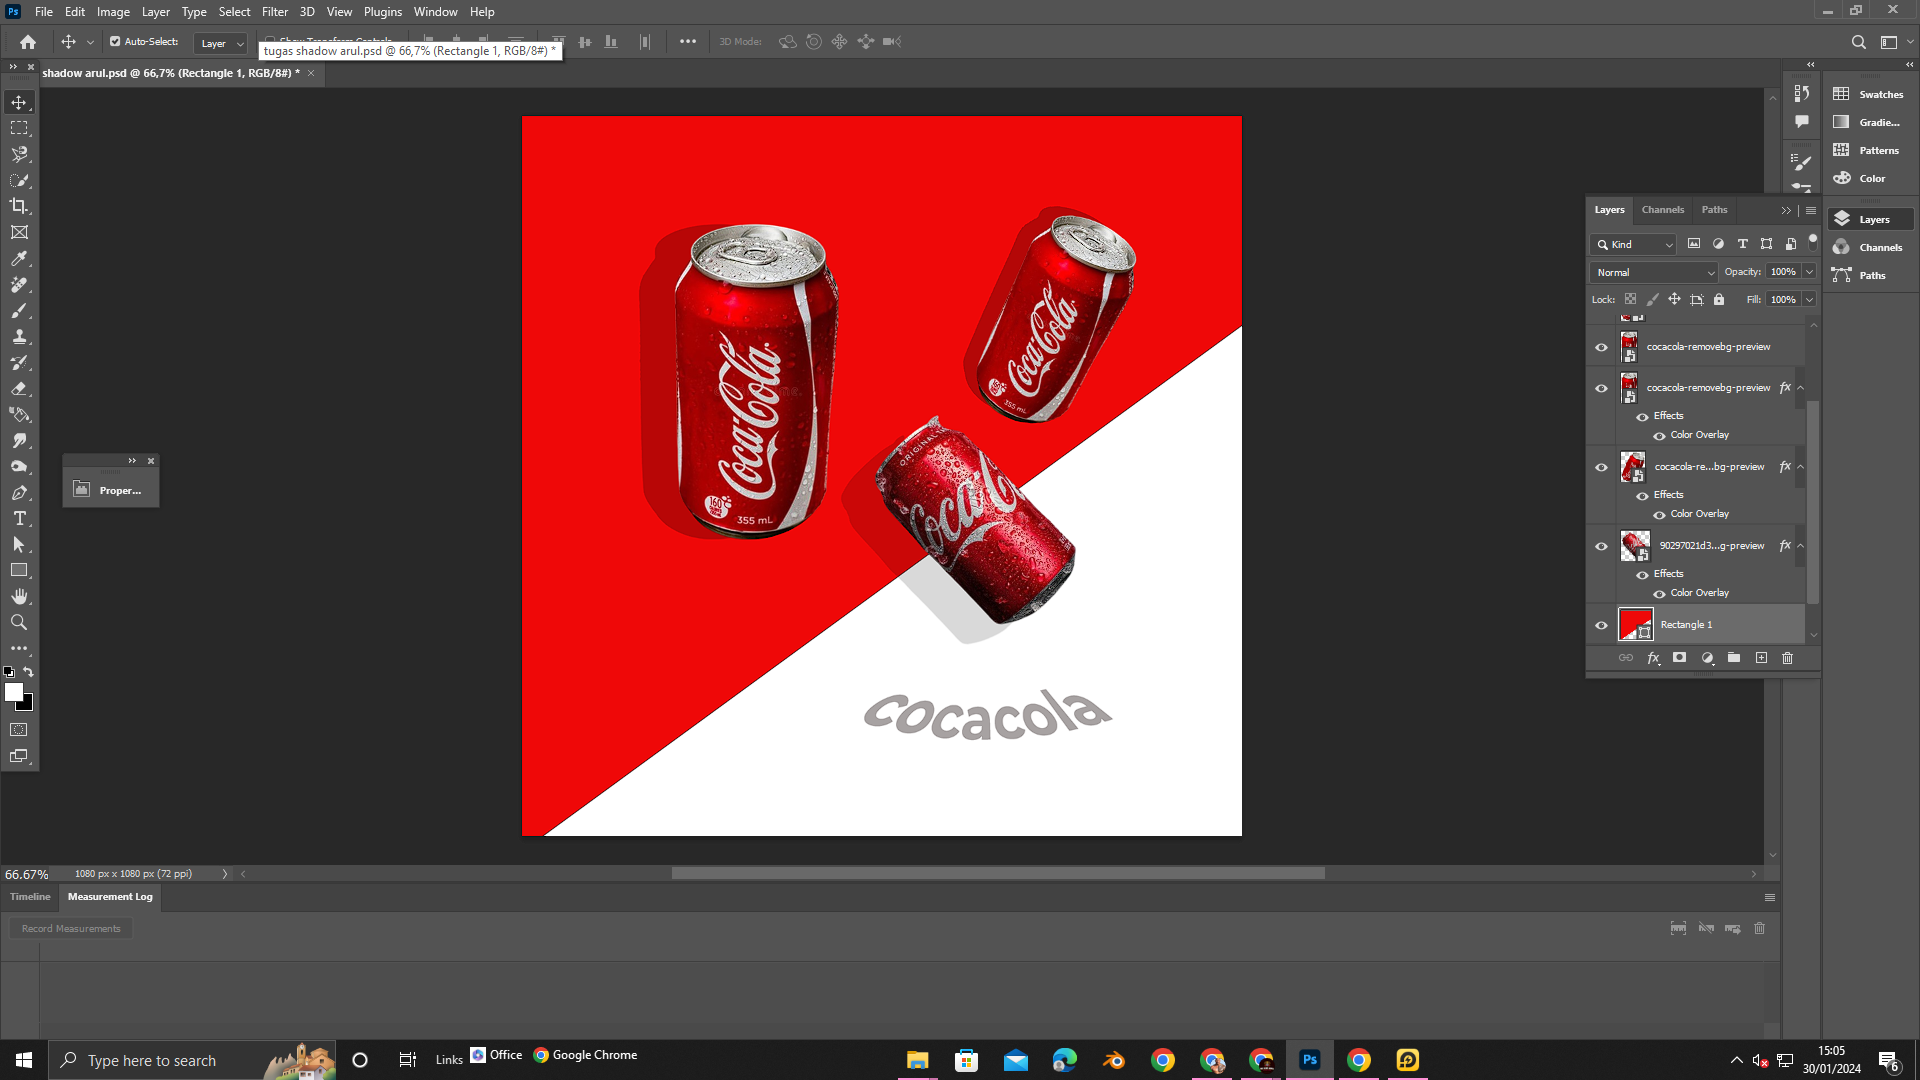 Ps File Edit Image Layer Type Select Filter 3D View Plugins Window Help
Auto-Select: Layer 3D Mode:
tugas shadow arul.psd @ 66,7% (Rectangle 1, RGB/8#) *
shadow arul.psd @ 66,7% (Rectangle 1, RGB/8#) *
Swatches
Gradie...
Patterns
Color
Layers
Channels
Paths
Layers Channels Paths
Kind
Normal Opacity: 100%
Lock: Fill: 100%
cocacola-removebg-preview
cocacola-removebg-preview fx
Effects
Color Overlay
cocacola-re...bg-preview fx
Effects
Color Overlay
90297021d3...g-preview fx
Effects
Color Overlay
Rectangle 1
fx
Proper...
Coca-Cola
160
355 mL
Coca-Cola
355 mL
ORIGINAL
Coca-C
cocacola
66.67% 1080 px x 1080 px (72 ppi)
Timeline Measurement Log
Record Measurements
Type here to search
Links Office Google Chrome
Ps
15:05
30/01/2024
6